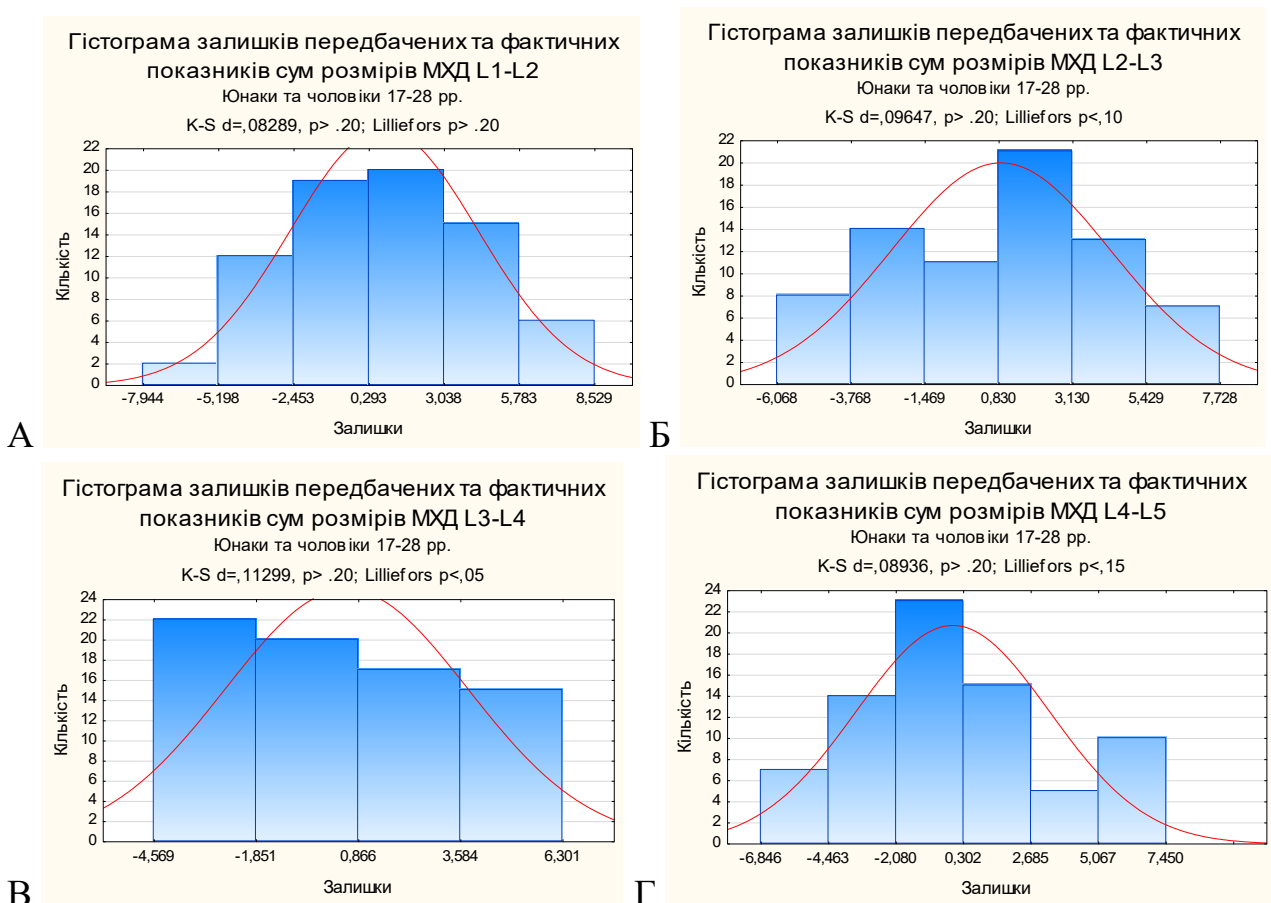 Гістограма залишків передбачених та фактичних
показників сум розмірів МХД L1-L2
Юнаки та чоловіки 17-28 рр.
K-S d=,08289, p> .20; Lilliefors p> .20
22
20
18
16
14
12
10
8
6
4
2
0
Кількість
-7,944 -5,198 -2,453 0,293 3,038 5,783 8,529
Залишки
А
Гістограма залишків передбачених та фактичних
показників сум розмірів МХД L2-L3
Юнаки та чоловіки 17-28 рр.
K-S d=,09647, p> .20; Lilliefors p<,10
22
20
18
16
14
12
10
8
6
4
2
0
Кількість
-6,068 -3,768 -1,469 0,830 3,130 5,429 7,728
Залишки
Б
Гістограма залишків передбачених та фактичних
показників сум розмірів МХД L3-L4
Юнаки та чоловіки 17-28 рр.
K-S d=,11299, p> .20; Lilliefors p<,05
24
22
20
18
16
14
12
10
8
6
4
2
0
Кількість
-4,569 -1,851 0,866 3,584 6,301
Залишки
В
Гістограма залишків передбачених та фактичних
показників сум розмірів МХД L4-L5
Юнаки та чоловіки 17-28 рр.
K-S d=,08936, p> .20; Lilliefors p<,15
24
22
20
18
16
14
12
10
8
6
4
2
0
Кількість
-6,846 -4,463 -2,080 0,302 2,685 5,067 7,450
Залишки
Г